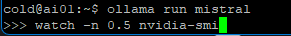 cold@ai01:~$ ollama run mistral
>>> watch -n 0.5 nvidia-smi